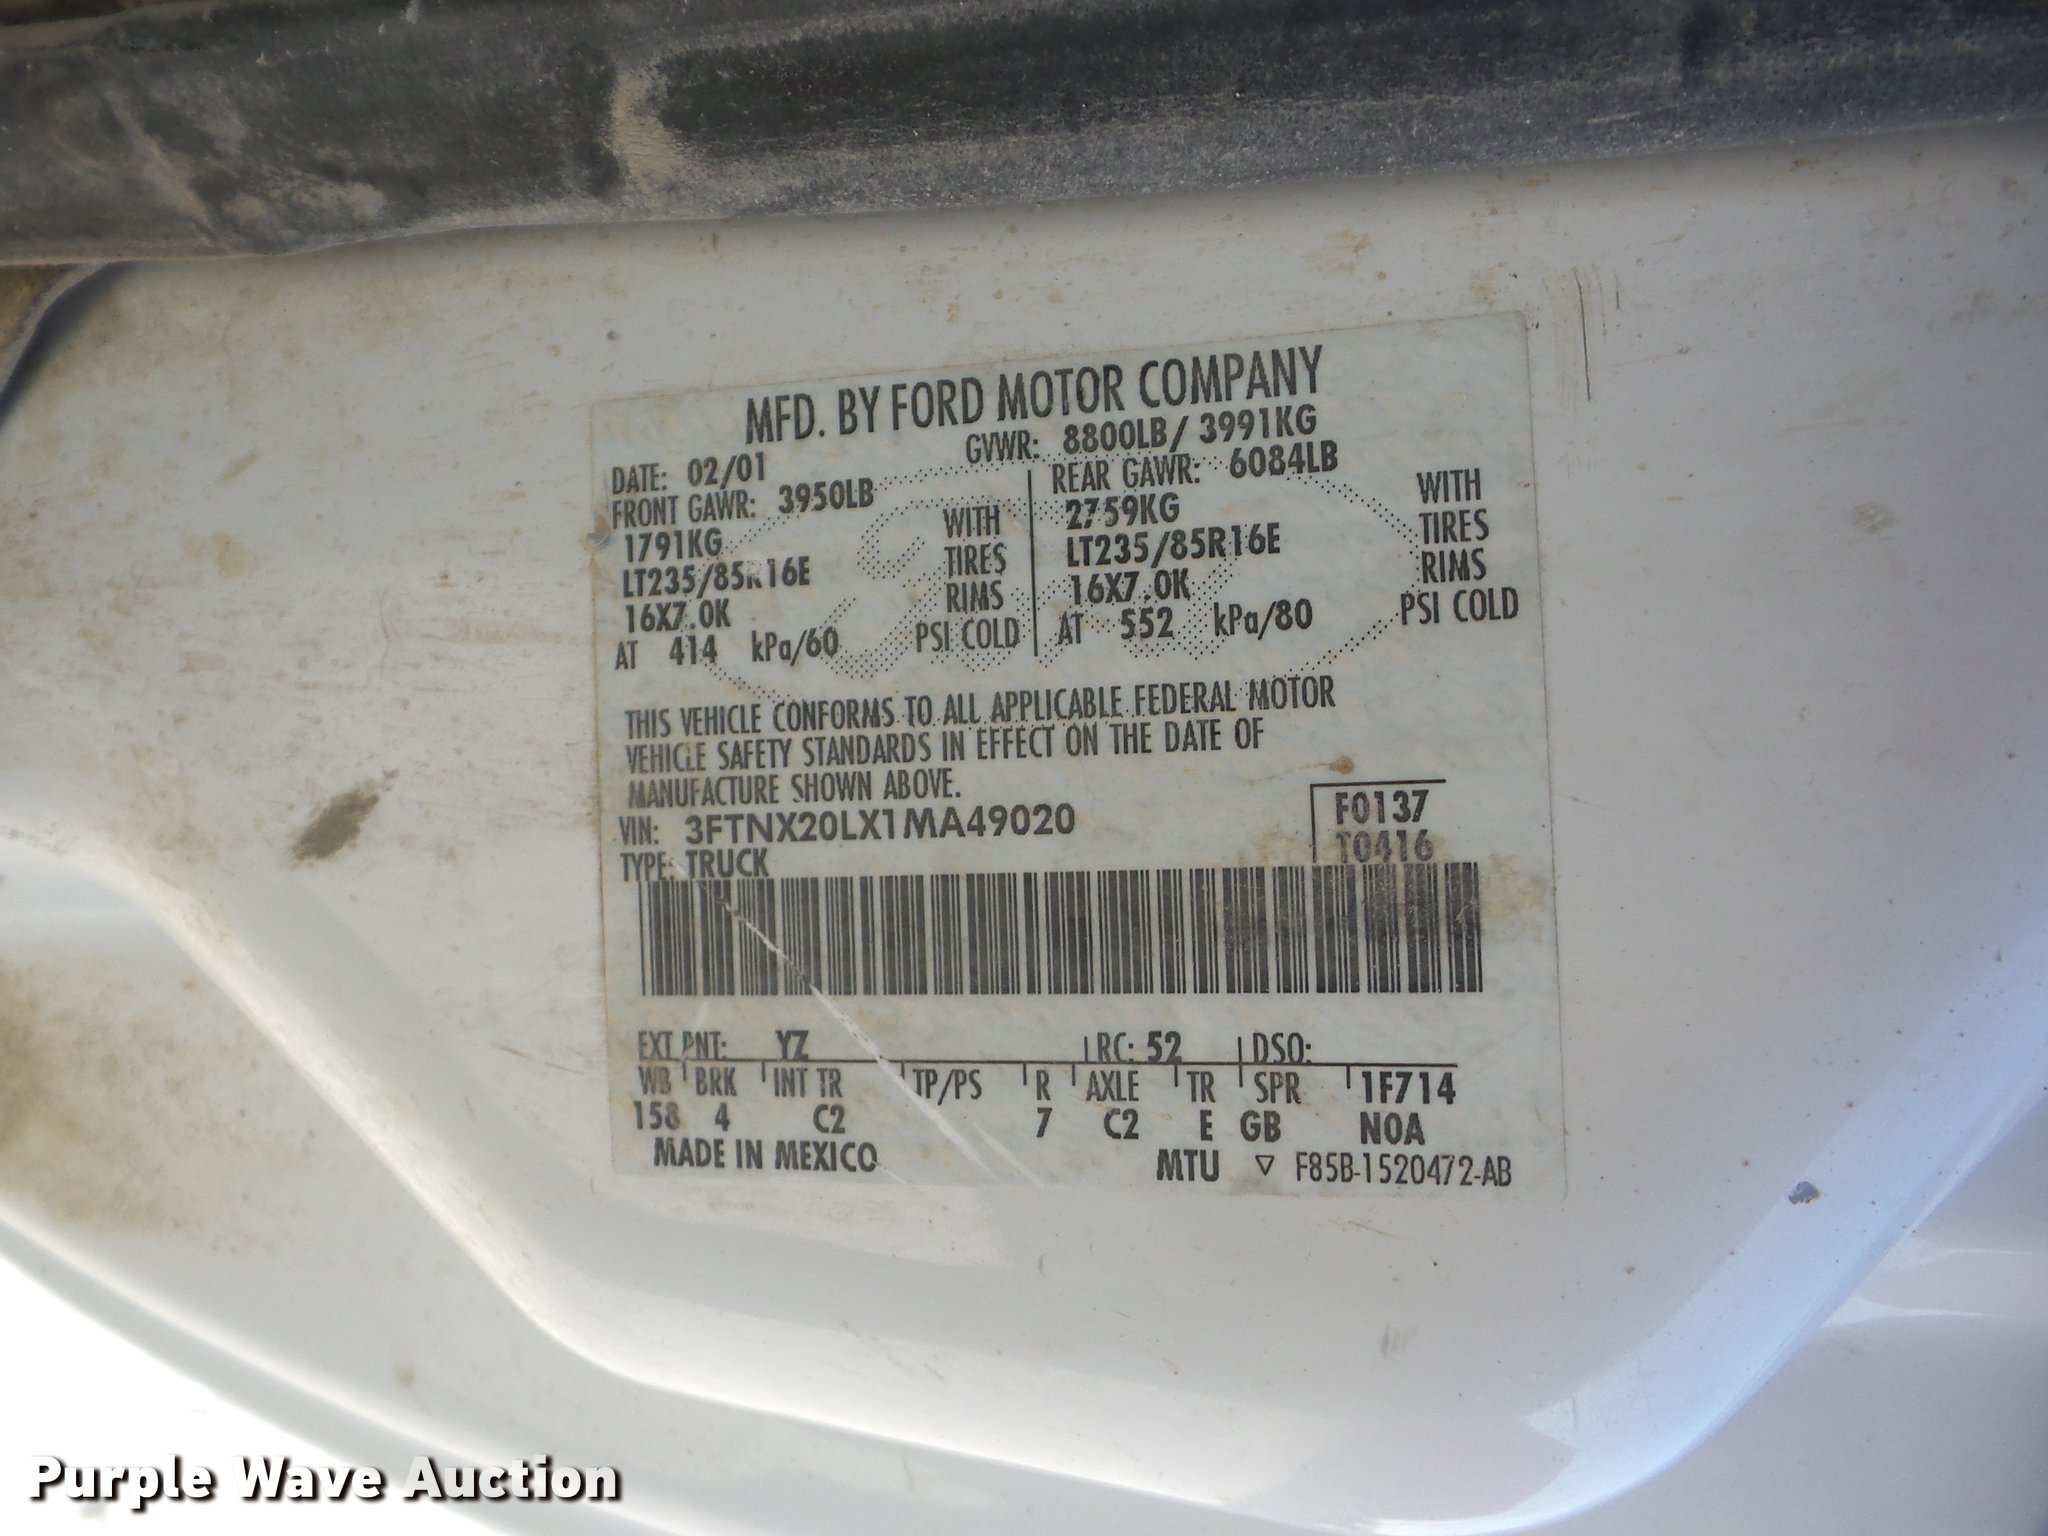 MFD. BY FORD MOTOR COMPANY
DATE: 02/01 GVWR: 8800LB/ 3991KG
FRONT GAWR: 3950LB REAR GAWR: 6084LB
1791KG WITH 2759KG WITH
LT235/85R16E TIRES LT235/85R16E TIRES
16X7.0K RIMS 16X7.0K RIMS
AT 414 kPa/60 PSI COLD AT 552 kPa/80 PSI COLD
THIS VEHICLE CONFORMS TO ALL APPLICABLE FEDERAL MOTOR
VEHICLE SAFETY STANDARDS IN EFFECT ON THE DATE OF
MANUFACTURE SHOWN ABOVE.
VIN: 3FTNX20LX1MA49020 F0137
TYPE: TRUCK T0416
EXT PNT: YZ RC: 52 DSO:
WB BRK INT TR TP/PS R AXLE TR SPR 1F714
158 4 C2 7 C2 E GB NOA
MADE IN MEXICO MTU ▽ F85B-1520472-AB
Purple Wave Auction